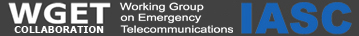 WGET
COLLABORATION
Working Group
on Emergency
Telecommunications
IASC